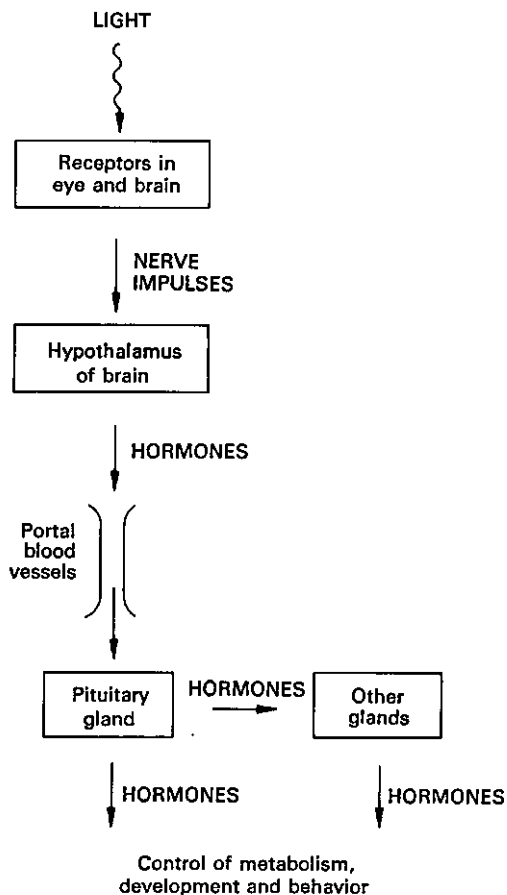 LIGHT
Receptors in
eye and brain
NERVE
IMPULSES
Hypothalamus
of brain
HORMONES
Portal
blood
vessels
Pituitary
gland
HORMONES
Other
glands
HORMONES
HORMONES
Control of metabolism,
development and behavior